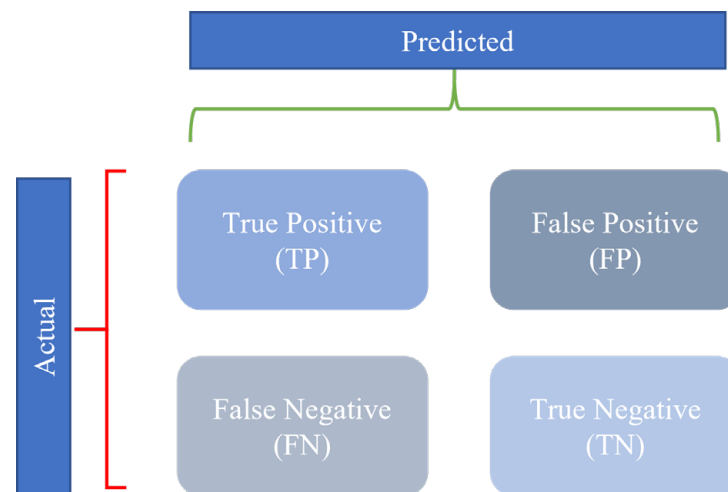 Predicted
True Positive
(TP)
False Positive
(FP)
Actual
False Negative
(FN)
True Negative
(TN)